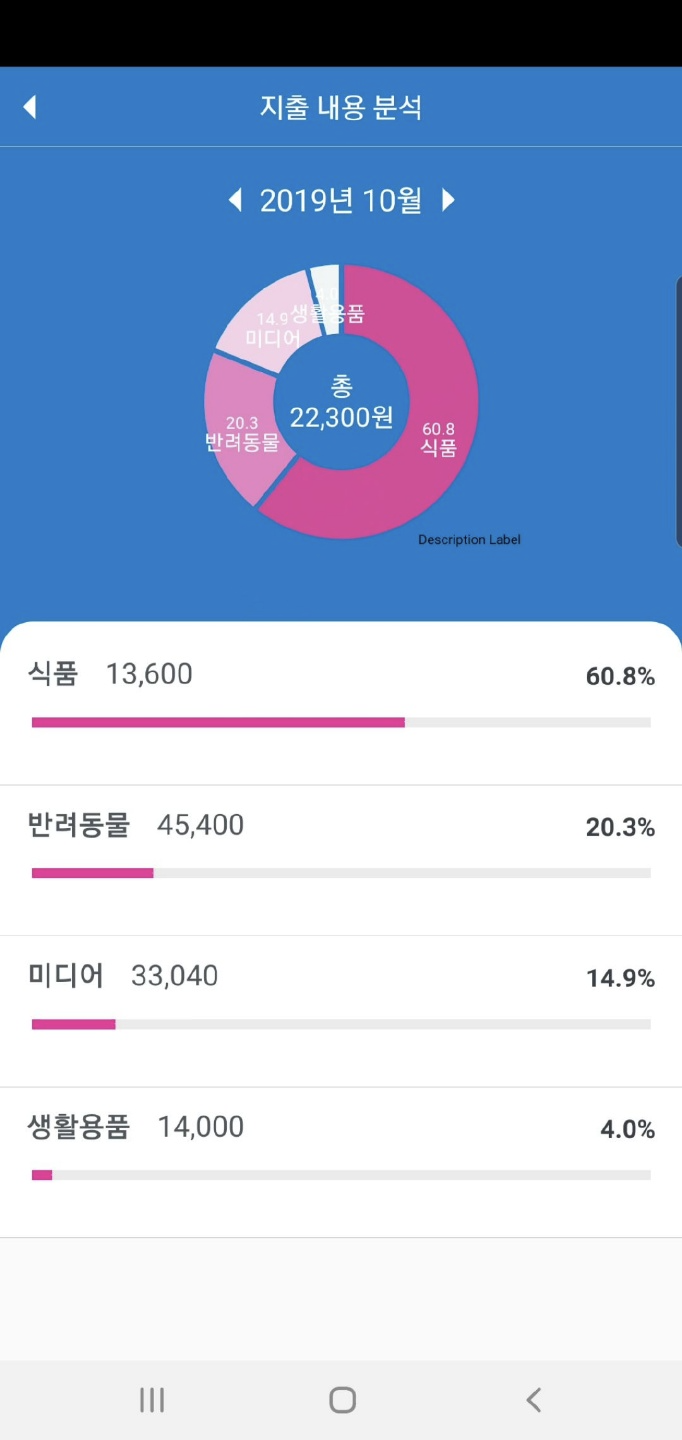 지출 내용 분석
2019년 10월
생활용품
14.9
미디어
총
22,300원
20.3
반려동물
60.8
식품
Description Label
식품 13,600 60.8%
반려동물 45,400 20.3%
미디어 33,040 14.9%
생활용품 14,000 4.0%